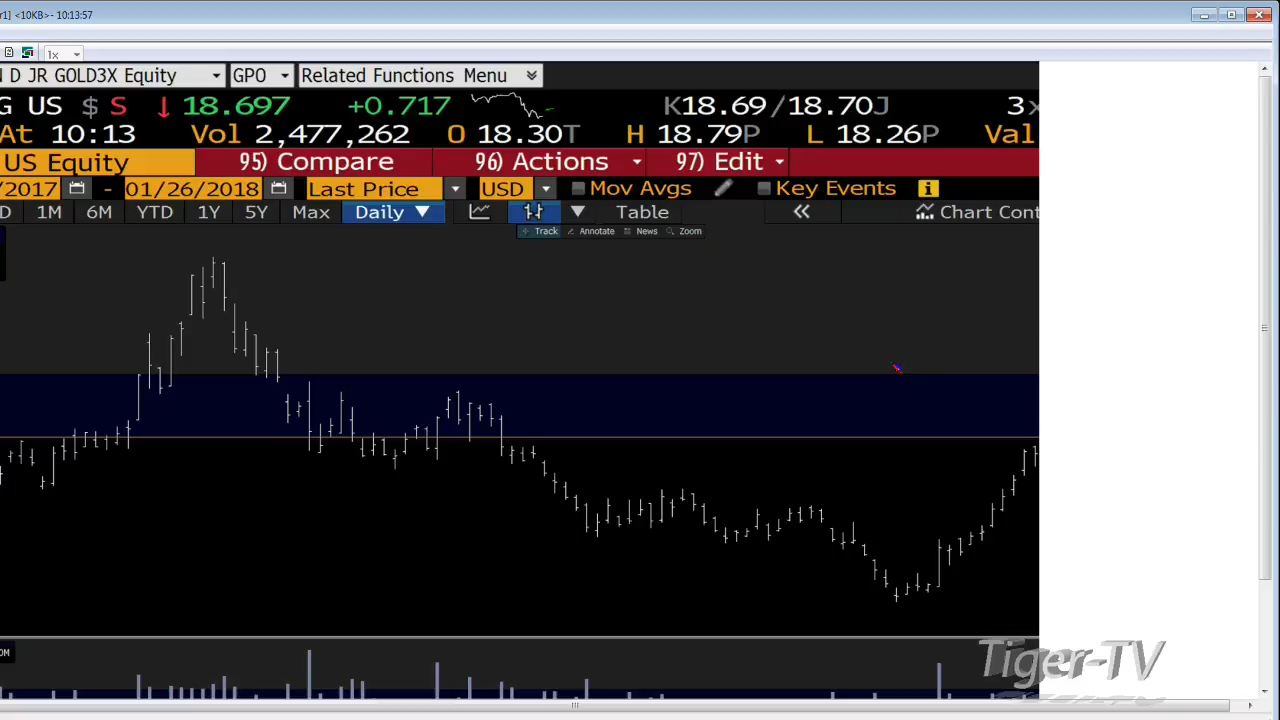 r1] <10KB> - 10:13:57
1x
D JR GOLD3X Equity GPO Related Functions Menu
G US $ S ↓ 18.697 +0.717 K18.69/18.70J 3x
At 10:13 Vol 2,477,262 O 18.30T H 18.79P L 18.26P Val
US Equity 95) Compare 96) Actions 97) Edit
/2017 - 01/26/2018 Last Price USD Mov Avgs Key Events
D 1M 6M YTD 1Y 5Y Max Daily ▼ Table « Chart Cont
Track Annotate News Zoom
OM
Tiger-TV